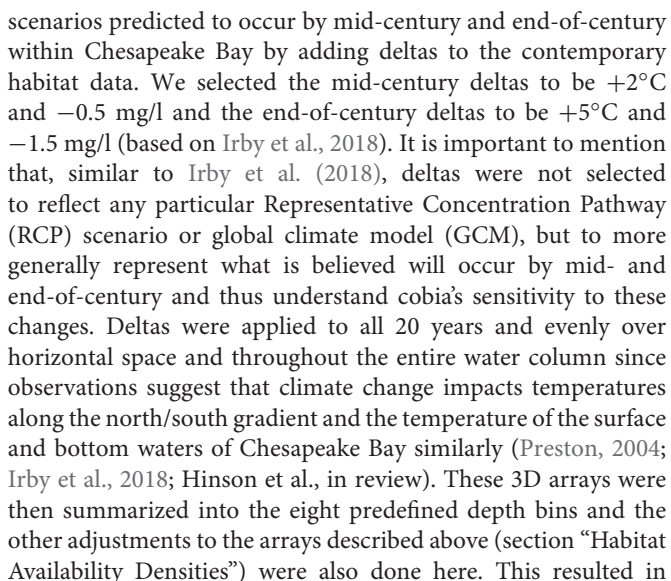 scenarios predicted to occur by mid-century and end-of-century
within Chesapeake Bay by adding deltas to the contemporary
habitat data. We selected the mid-century deltas to be +2°C
and −0.5 mg/l and the end-of-century deltas to be +5°C and
−1.5 mg/l (based on Irby et al., 2018). It is important to mention
that, similar to Irby et al. (2018), deltas were not selected
to reflect any particular Representative Concentration Pathway
(RCP) scenario or global climate model (GCM), but to more
generally represent what is believed will occur by mid- and
end-of-century and thus understand cobia's sensitivity to these
changes. Deltas were applied to all 20 years and evenly over
horizontal space and throughout the entire water column since
observations suggest that climate change impacts temperatures
along the north/south gradient and the temperature of the surface
and bottom waters of Chesapeake Bay similarly (Preston, 2004;
Irby et al., 2018; Hinson et al., in review). These 3D arrays were
then summarized into the eight predefined depth bins and the
other adjustments to the arrays described above (section “Habitat
Availability Densities”) were also done here. This resulted in